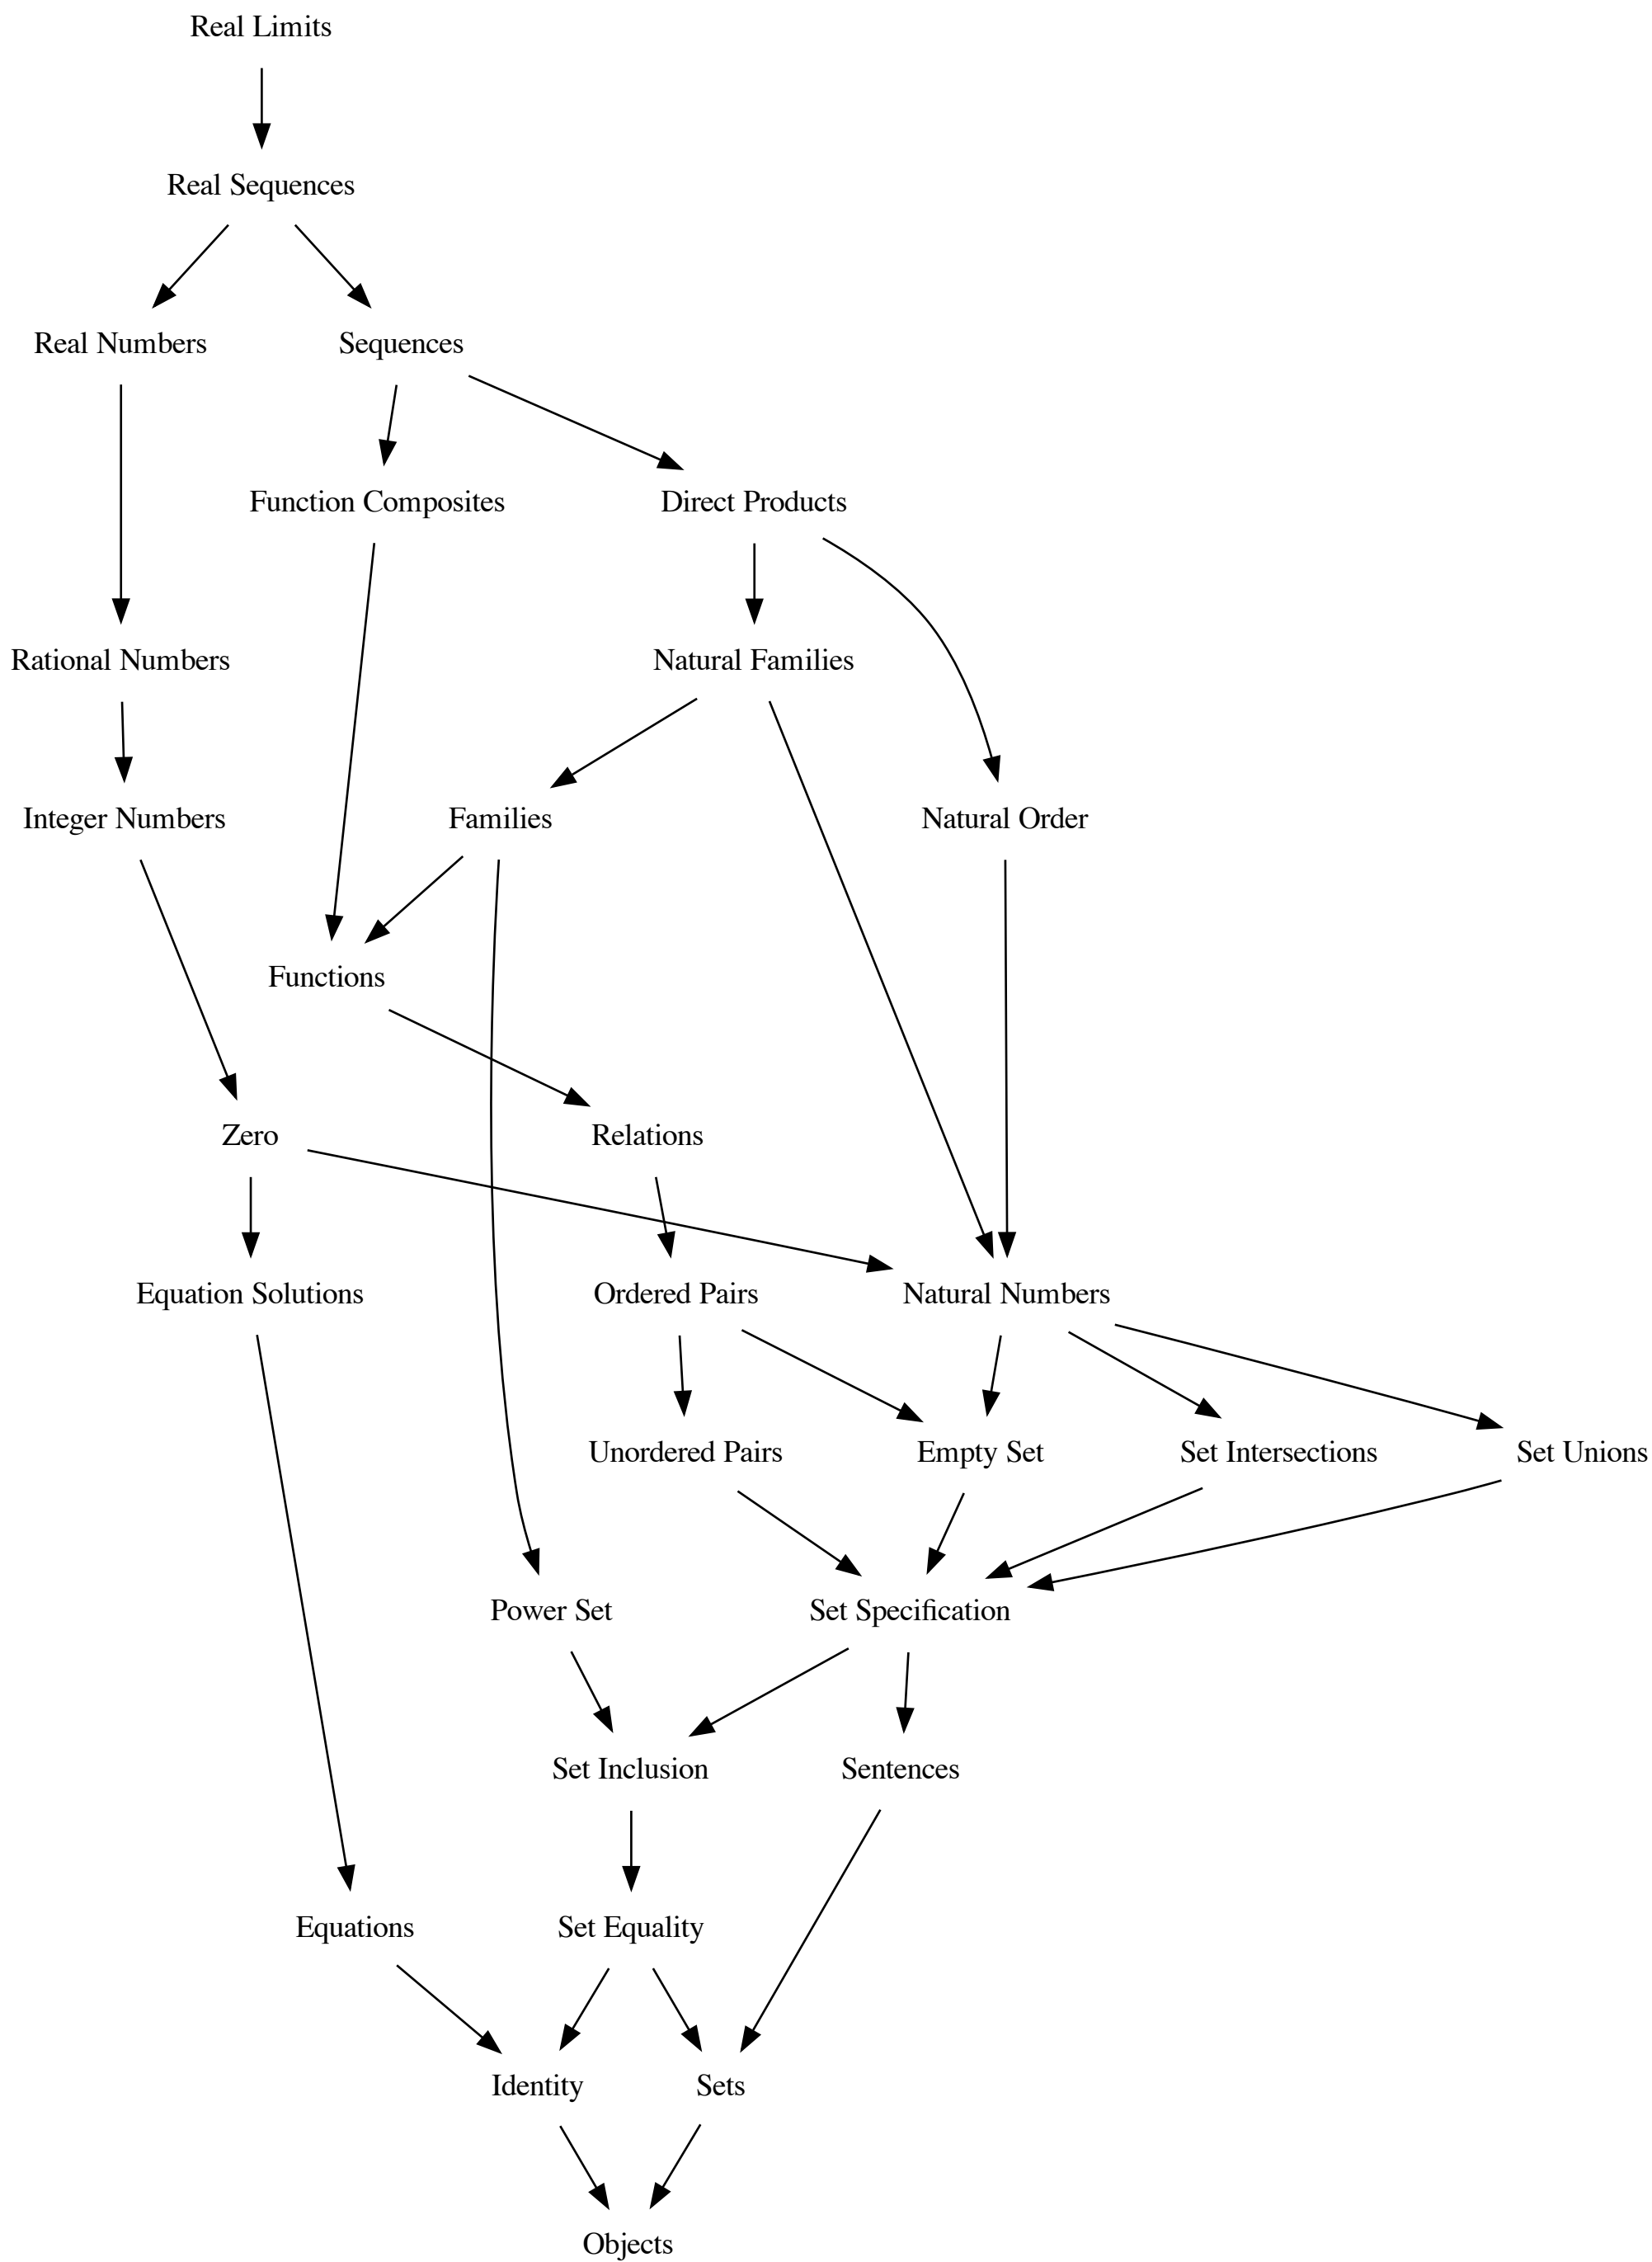 Real Limits
Real Sequences
Real Numbers
Sequences
Function Composites
Direct Products
Rational Numbers
Natural Families
Integer Numbers
Families
Natural Order
Functions
Zero
Relations
Equation Solutions
Ordered Pairs
Natural Numbers
Unordered Pairs
Empty Set
Set Intersections
Set Unions
Power Set
Set Specification
Set Inclusion
Sentences
Equations
Set Equality
Identity
Sets
Objects